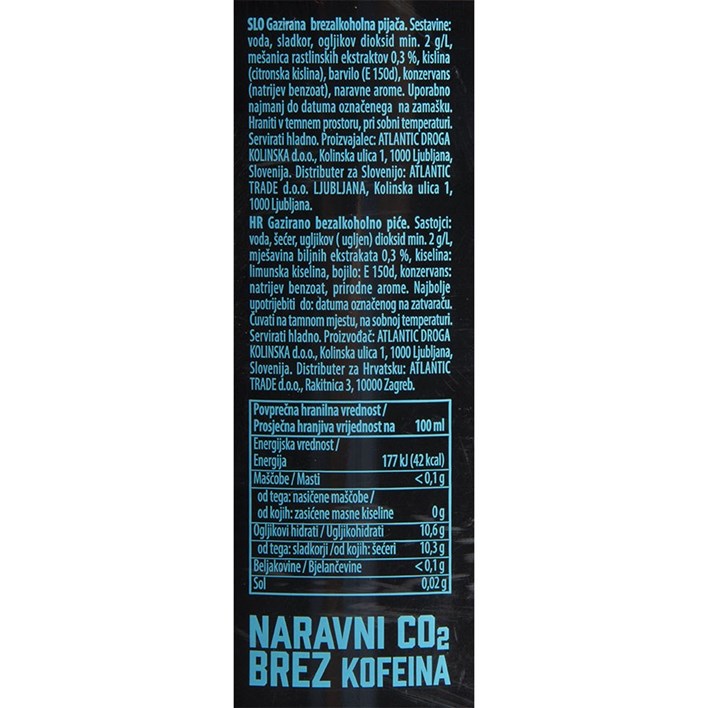 SLO Gazirana brezalkoholna pijača. Sestavine:
voda, sladkor, ogljikov dioksid min. 2 g/L,
mešanica rastlinskih ekstraktov 0,3 %, kislina
(citronska kislina), barvilo (E 150d), konzervans
(natrijev benzoat), naravne arome. Uporabno
najmanj do datuma označenega na zamašku.
Hraniti v temnem prostoru, pri sobni temperaturi.
Servirati hladno. Proizvajalec: ATLANTIC DROGA
KOLINSKA d.o.o., Kolinska ulica 1, 1000 Ljubljana,
Slovenija. Distributer za Slovenijo: ATLANTIC
TRADE d.o.o. LJUBLJANA, Kolinska ulica 1,
1000 Ljubljana.
HR Gazirano bezalkoholno piće. Sastojci:
voda, šećer, ugljikov ( ugljen) dioksid min. 2 g/L,
mješavina biljnih ekstrakata 0,3 %, kiselina:
limunska kiselina, bojilo: E 150d, konzervans:
natrijev benzoat, prirodne arome. Najbolje
upotrijebiti do: datuma označenog na zatvaraču.
Čuvati na tamnom mjestu, na sobnoj temperaturi.
Servirati hladno. Proizvođač: ATLANTIC DROGA
KOLINSKA d.o.o., Kolinska ulica 1, 1000 Ljubljana,
Slovenija. Distributer za Hrvatsku: ATLANTIC
TRADE d.o.o., Rakitnica 3, 10000 Zagreb.
Povprečna hranilna vrednost /
Prosječna hranjiva vrijednost na 100 ml
Energijska vrednost /
Energija 177 kJ (42 kcal)
Maščobe / Masti <0,1 g
od tega: nasičene maščobe /
od kojih: zasićene masne kiseline 0 g
Ogljikovi hidrati / Ugljikohidrati 10,6 g
od tega: sladkorji /od kojih: šećeri 10,3 g
Beljakovine / Bjelančevine <0,1 g
Sol 0,02 g
NARAVNI CO2
BREZ KOFEINA